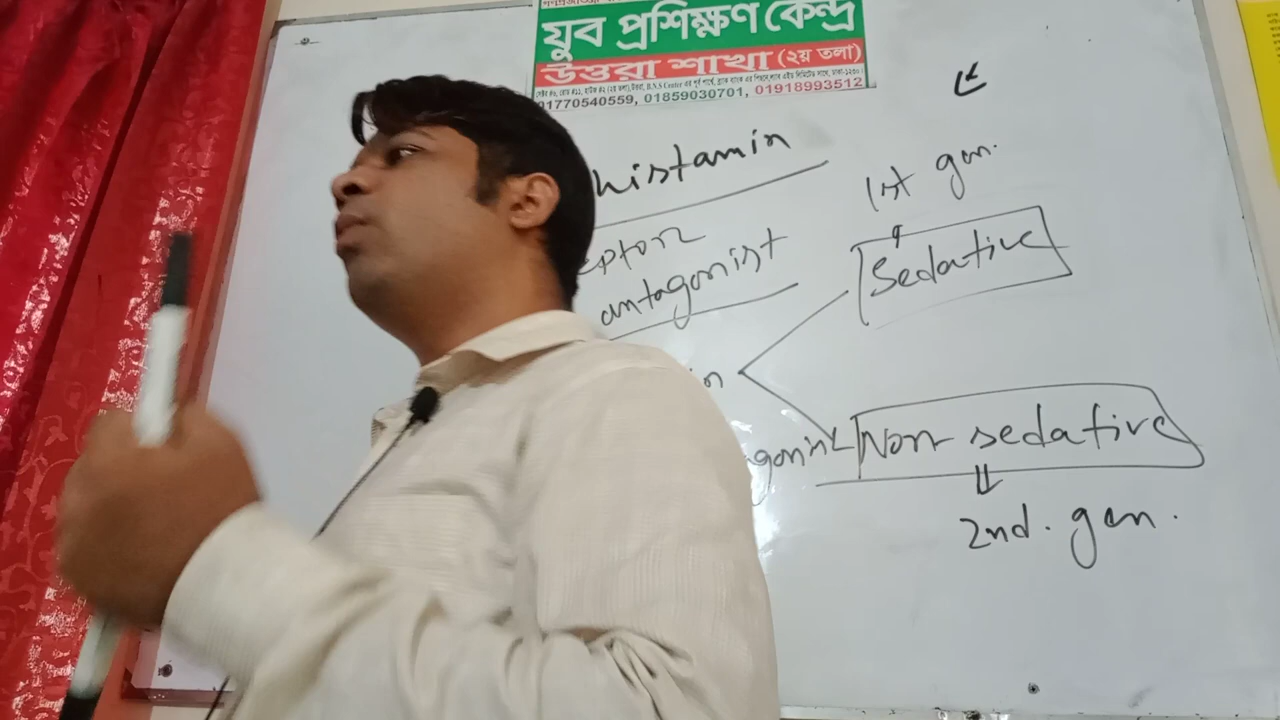 যুব প্রশিক্ষণ কেন্দ্র
উত্তরা শাখা (২য় তলা)
01770540559, 01859030701, 01918993512
histamin
1st gen.
eptor
antagonist
Sedative
in
gonist
Non sedative
2nd. gen.